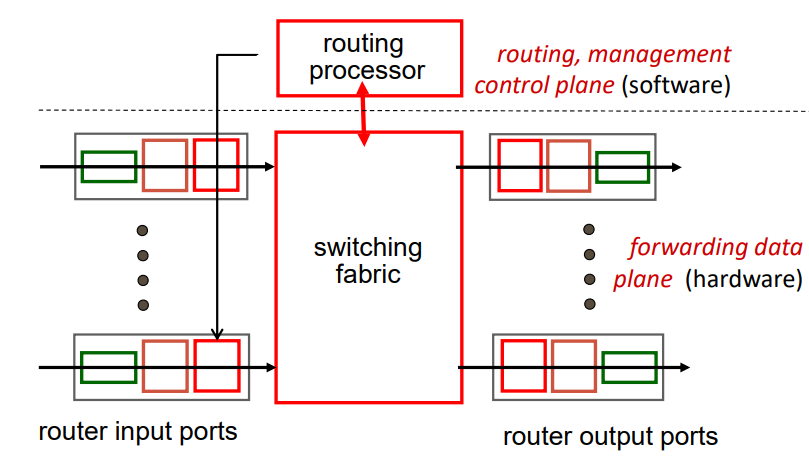 routing
processor
routing, management
control plane (software)
switching
fabric
forwarding data
plane (hardware)
router input ports
router output ports